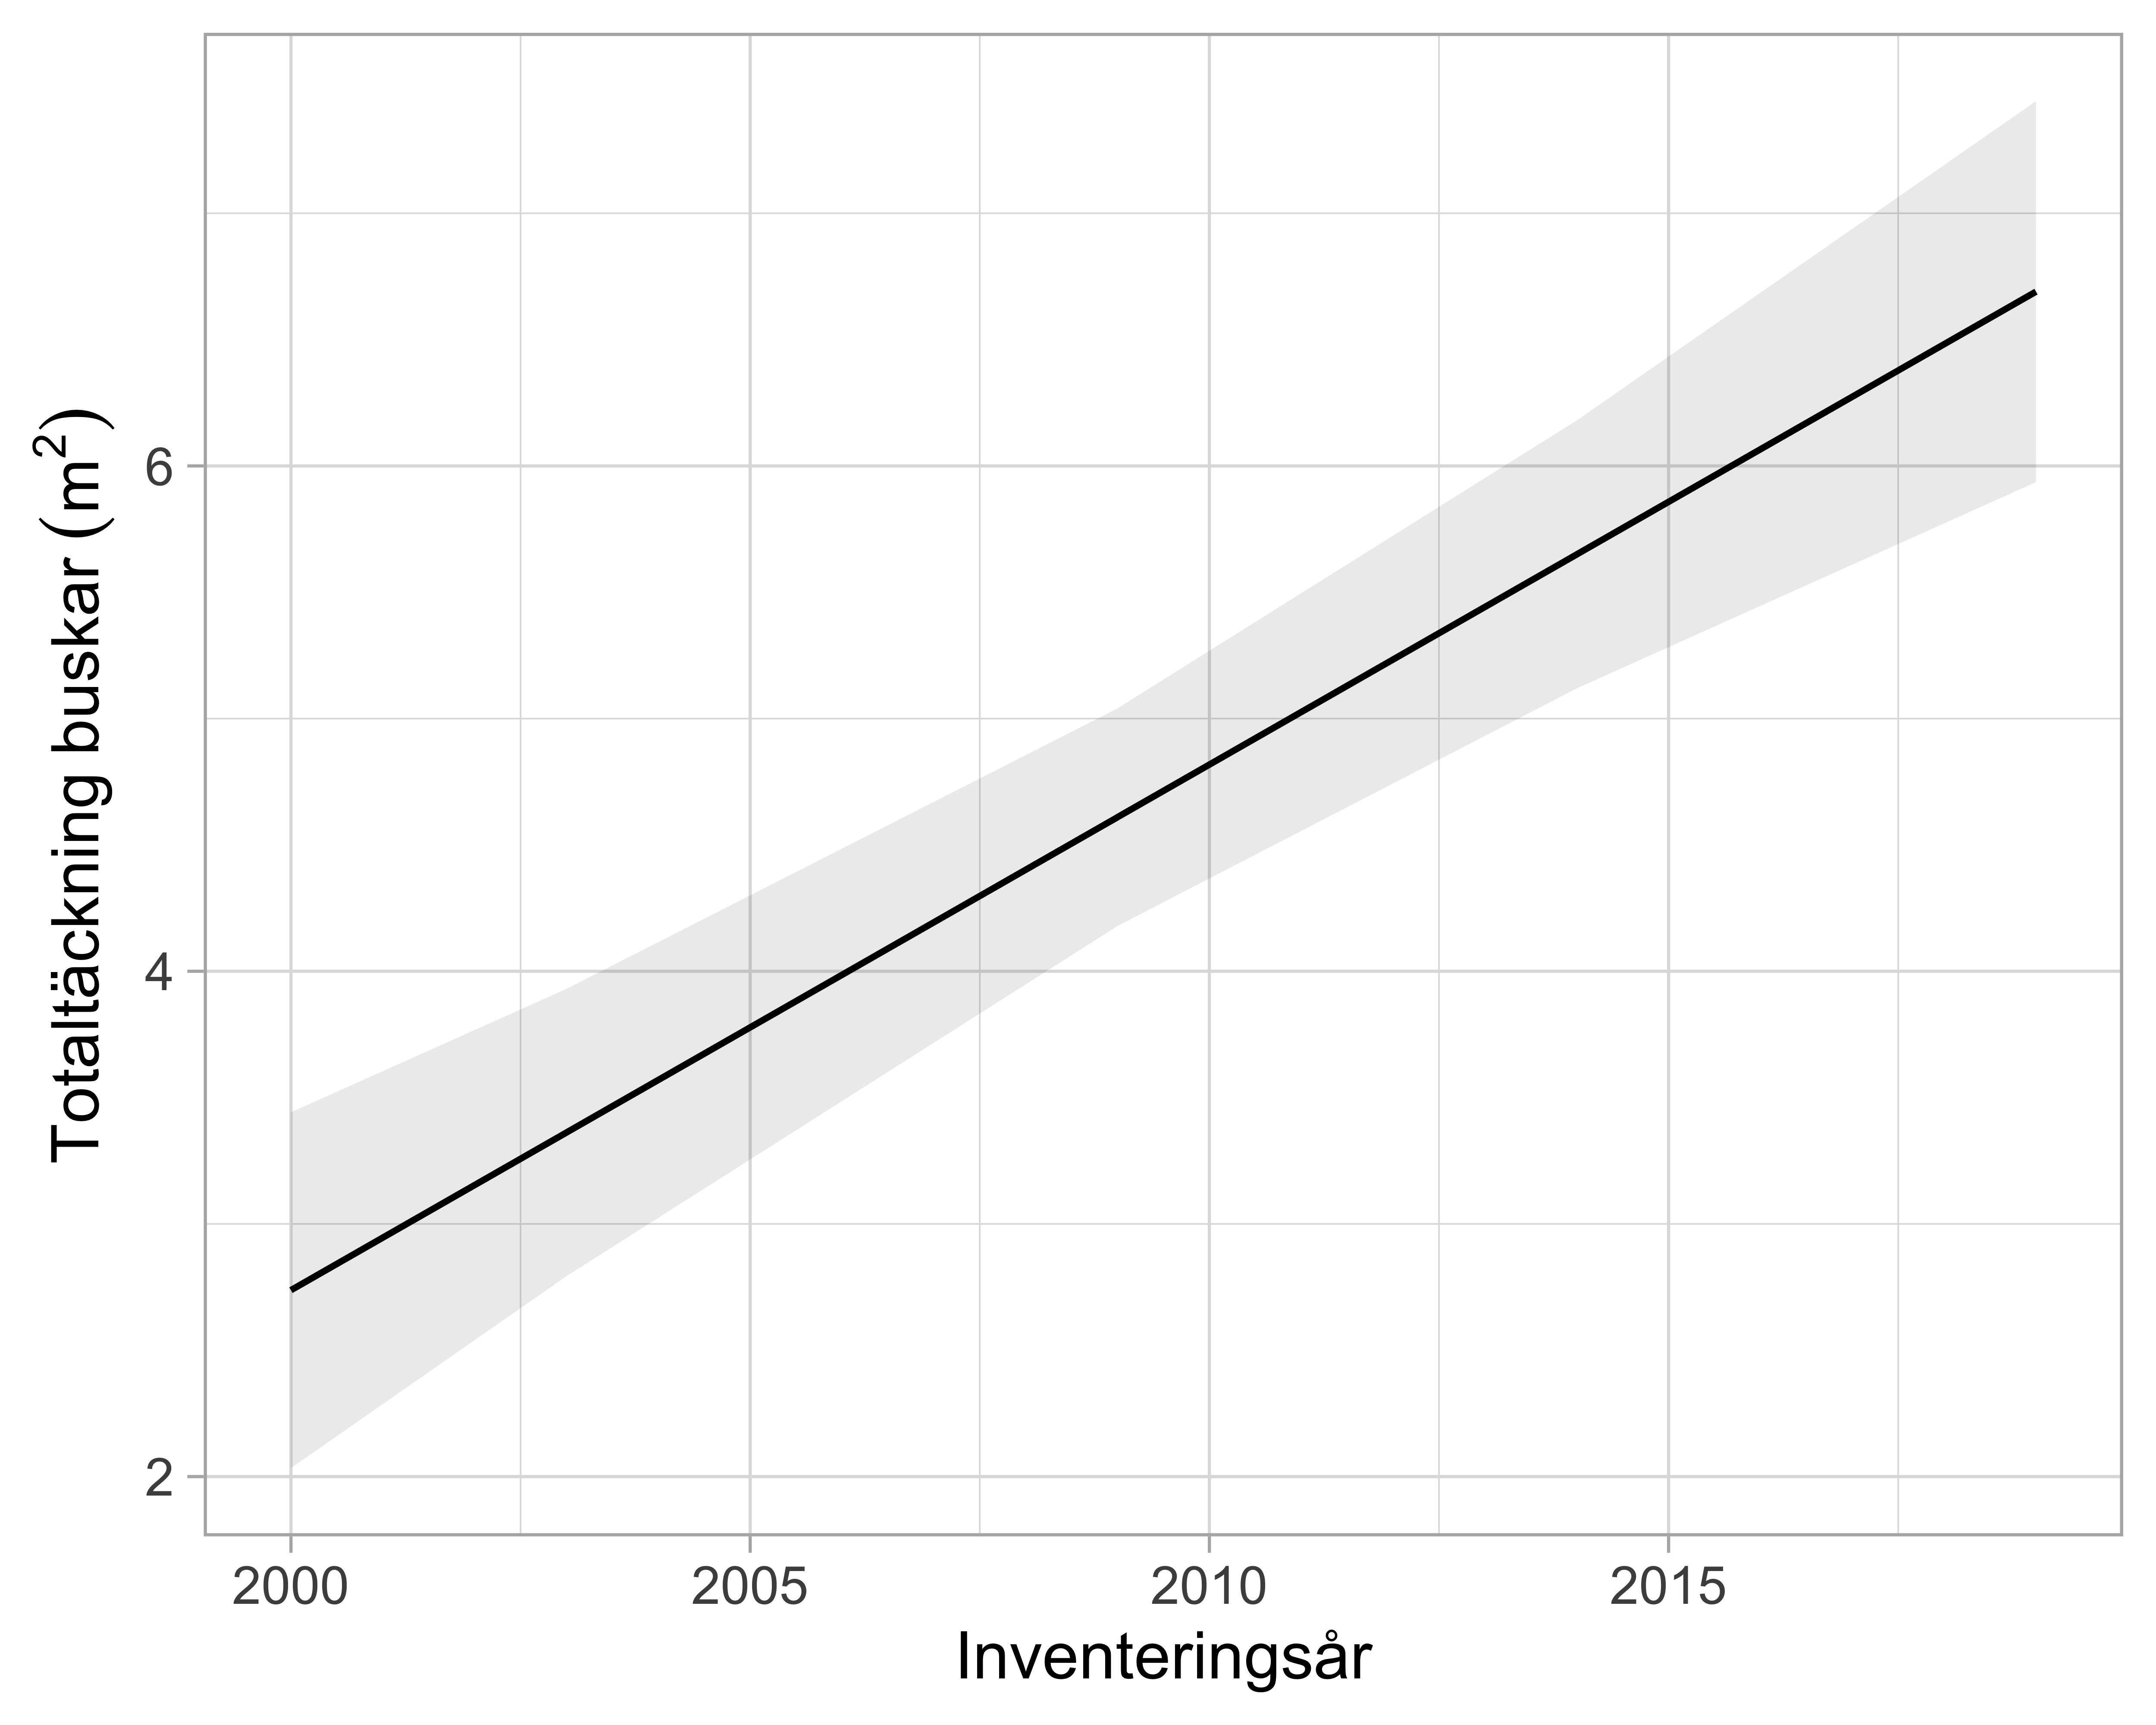 Totaltäckning buskar (m²)
6
4
2
2000 2005 2010 2015
Inventeringsår